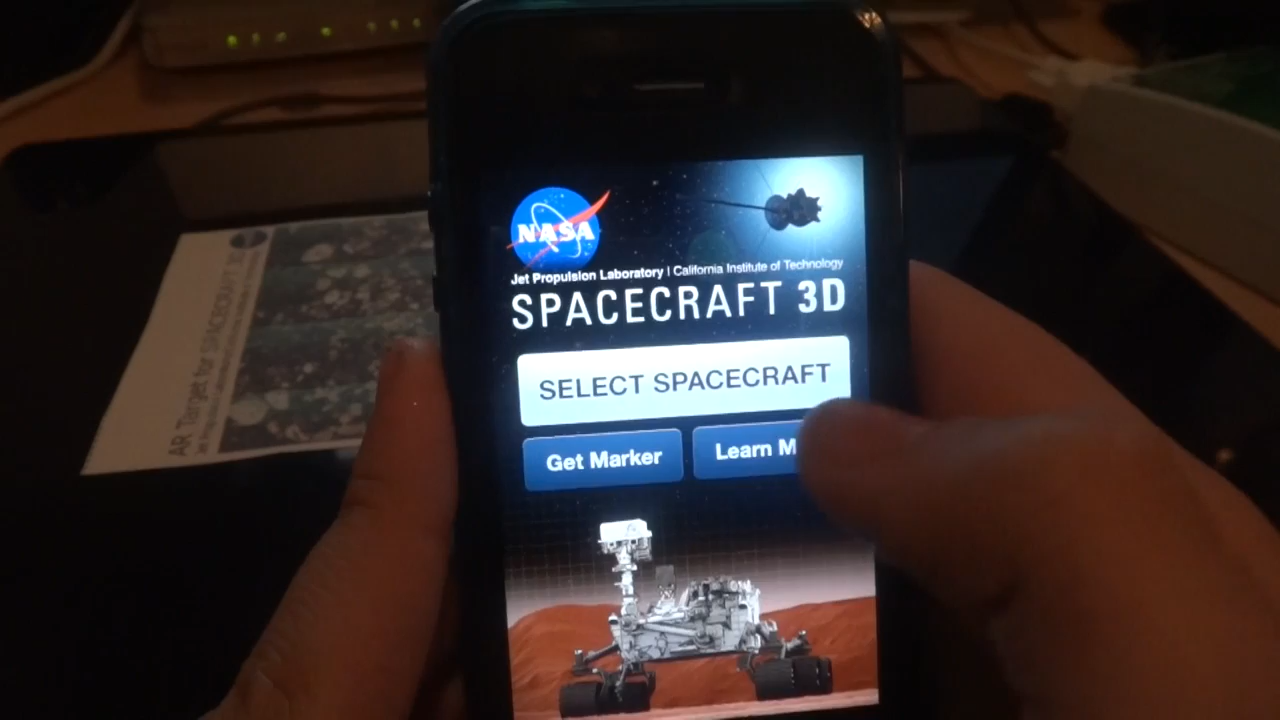 NASA
Jet Propulsion Laboratory | California Institute of Technology
SPACECRAFT 3D
SELECT SPACECRAFT
Get Marker
Learn M
AR Target for SPACECRAFT 3D